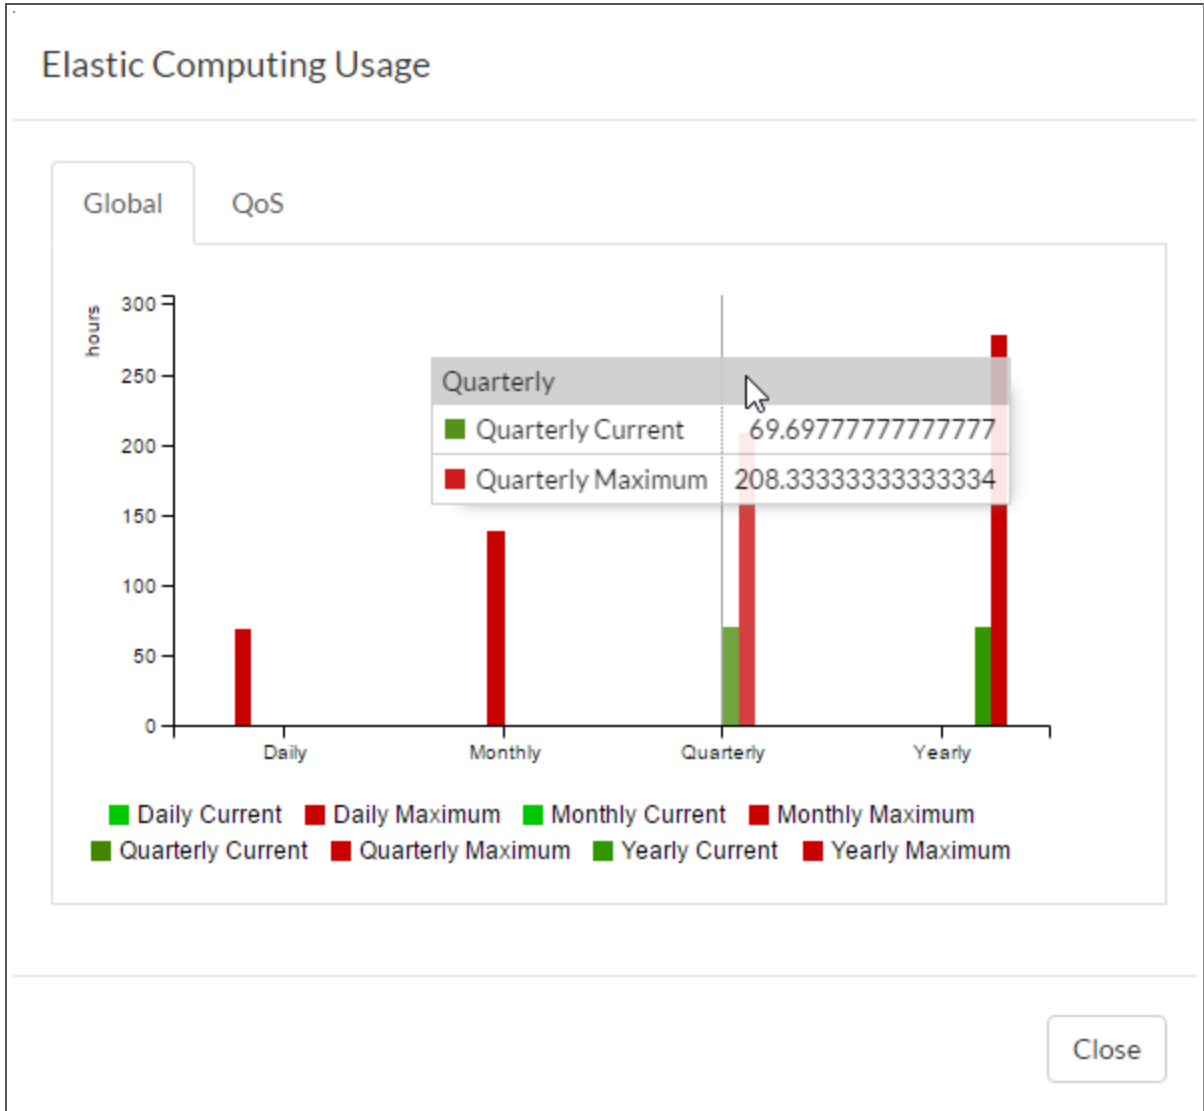 Elastic Computing Usage
Global QoS
hours
300
250
200
150
100
50
0
Quarterly
Quarterly Current 69.69777777777777
Quarterly Maximum 208.33333333333334
Daily Monthly Quarterly Yearly
Daily Current Daily Maximum Monthly Current Monthly Maximum
Quarterly Current Quarterly Maximum Yearly Current Yearly Maximum
Close